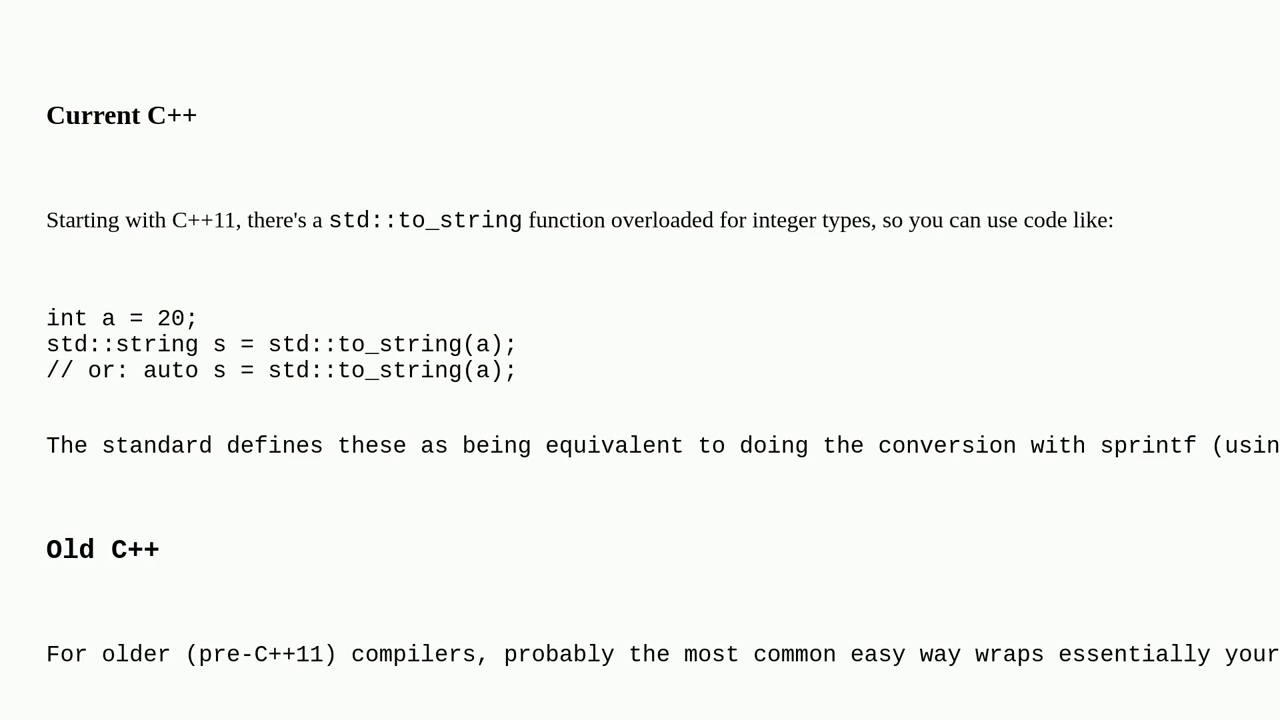 Current C++
Starting with C++11, there's a std::to_string function overloaded for integer types, so you can use code like:
int a = 20;
std::string s = std::to_string(a);
// or: auto s = std::to_string(a);
The standard defines these as being equivalent to doing the conversion with sprintf (usin
Old C++
For older (pre-C++11) compilers, probably the most common easy way wraps essentially your